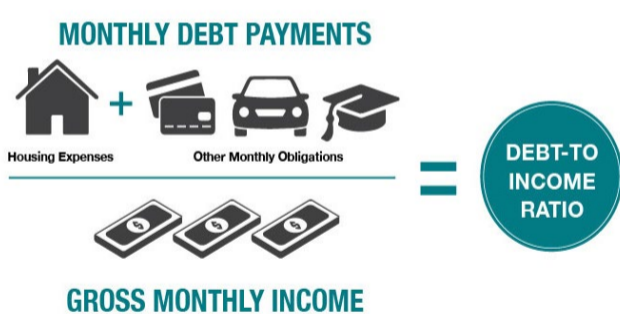 MONTHLY DEBT PAYMENTS
+
Housing Expenses
Other Monthly Obligations
=
DEBT-TO
INCOME
RATIO
$ $ $
GROSS MONTHLY INCOME